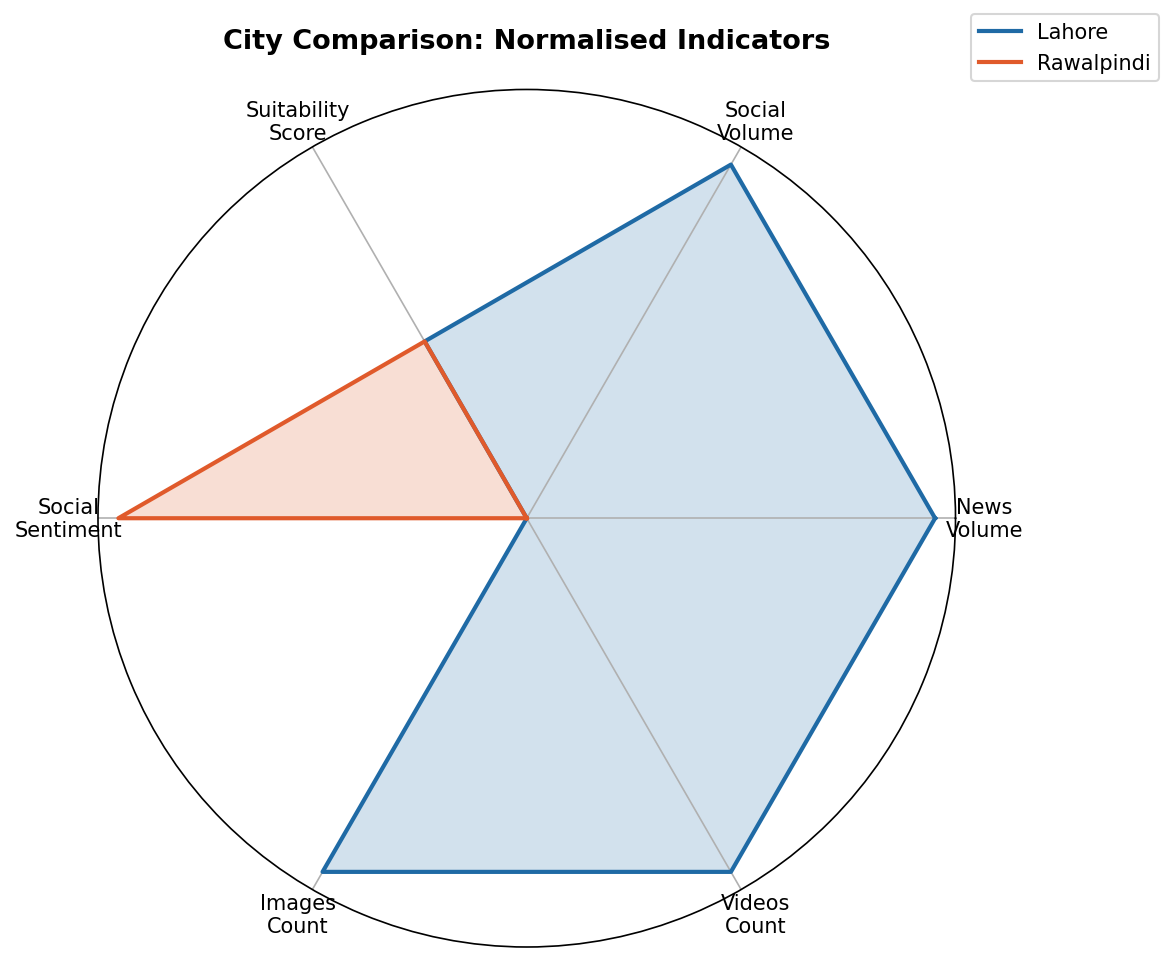 City Comparison: Normalised Indicators
Lahore
Rawalpindi
Suitability
Score
Social
Volume
Social
Sentiment
News
Volume
Images
Count
Videos
Count